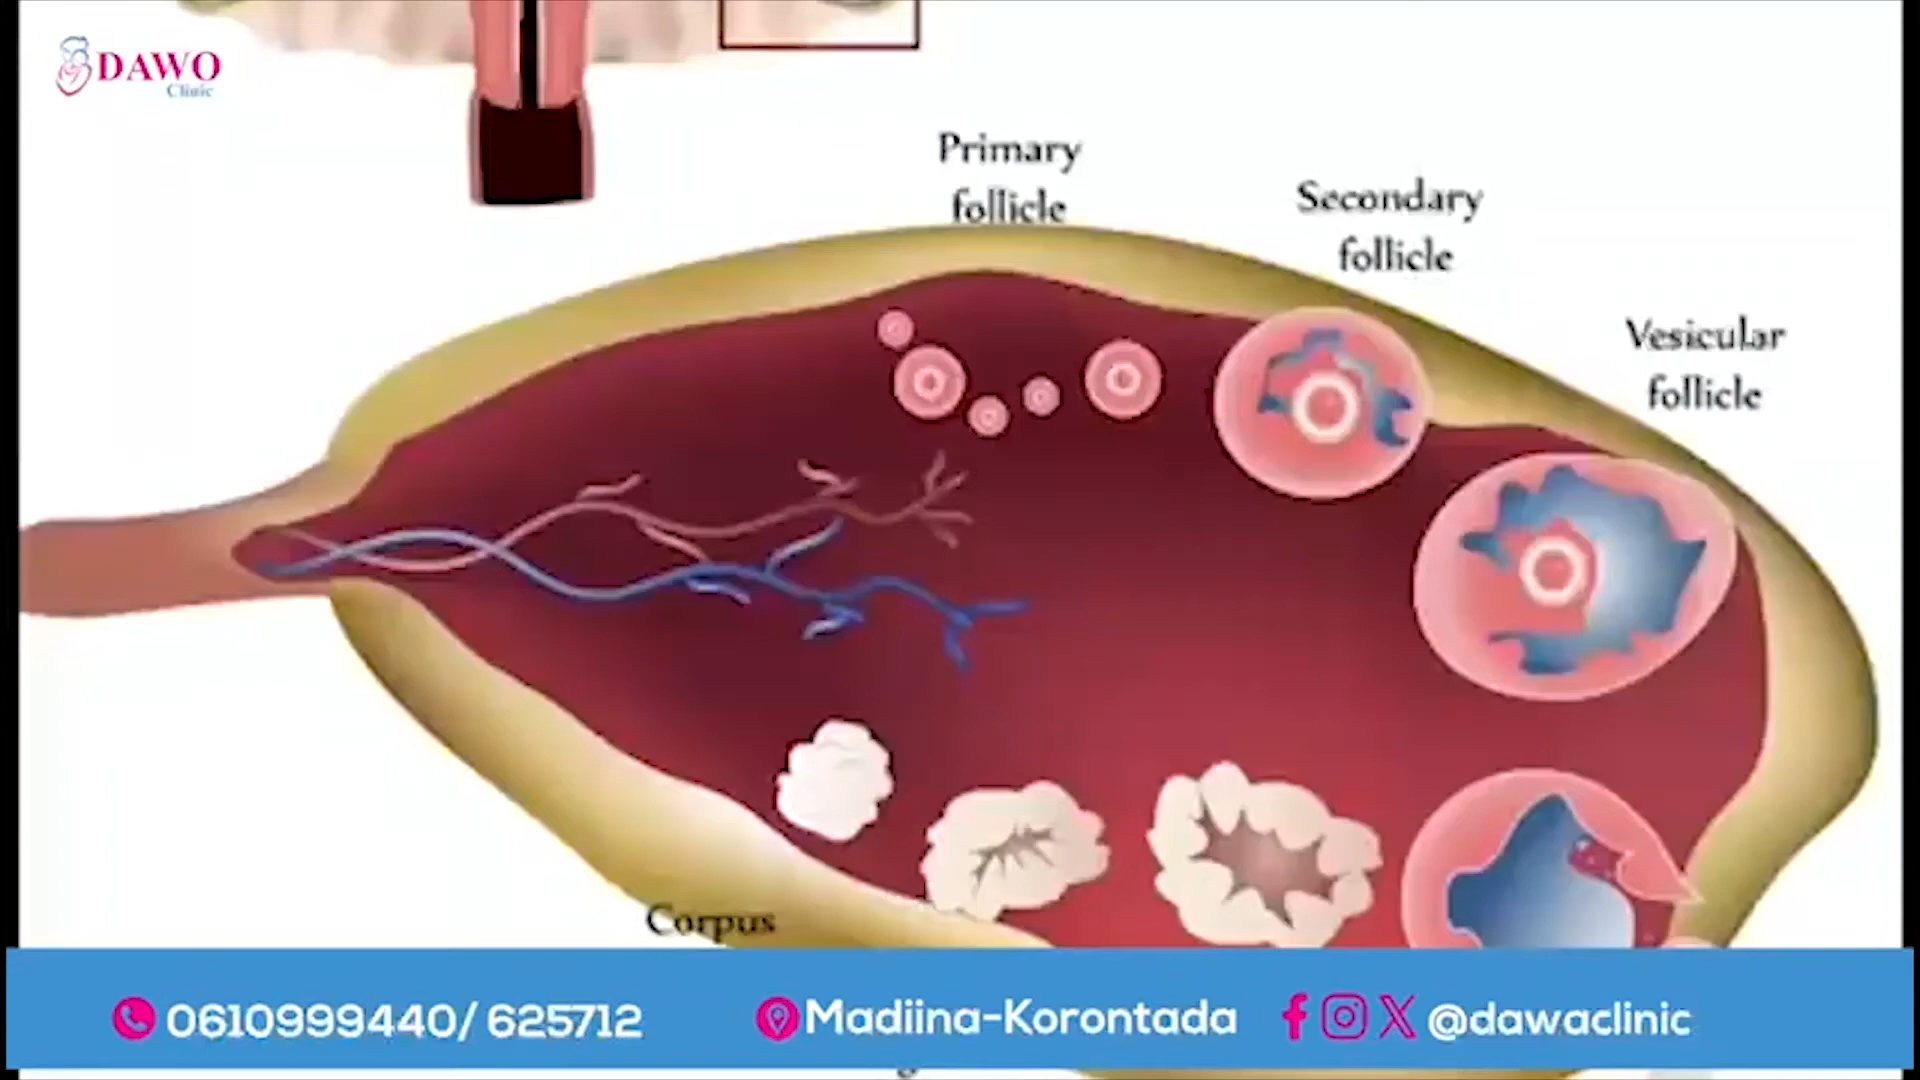 DAWO
Clinic
Primary
follicle
Secondary
follicle
Vesicular
follicle
Corpus
0610999440/ 625712
Madiina-Korontada
@dawaclinic